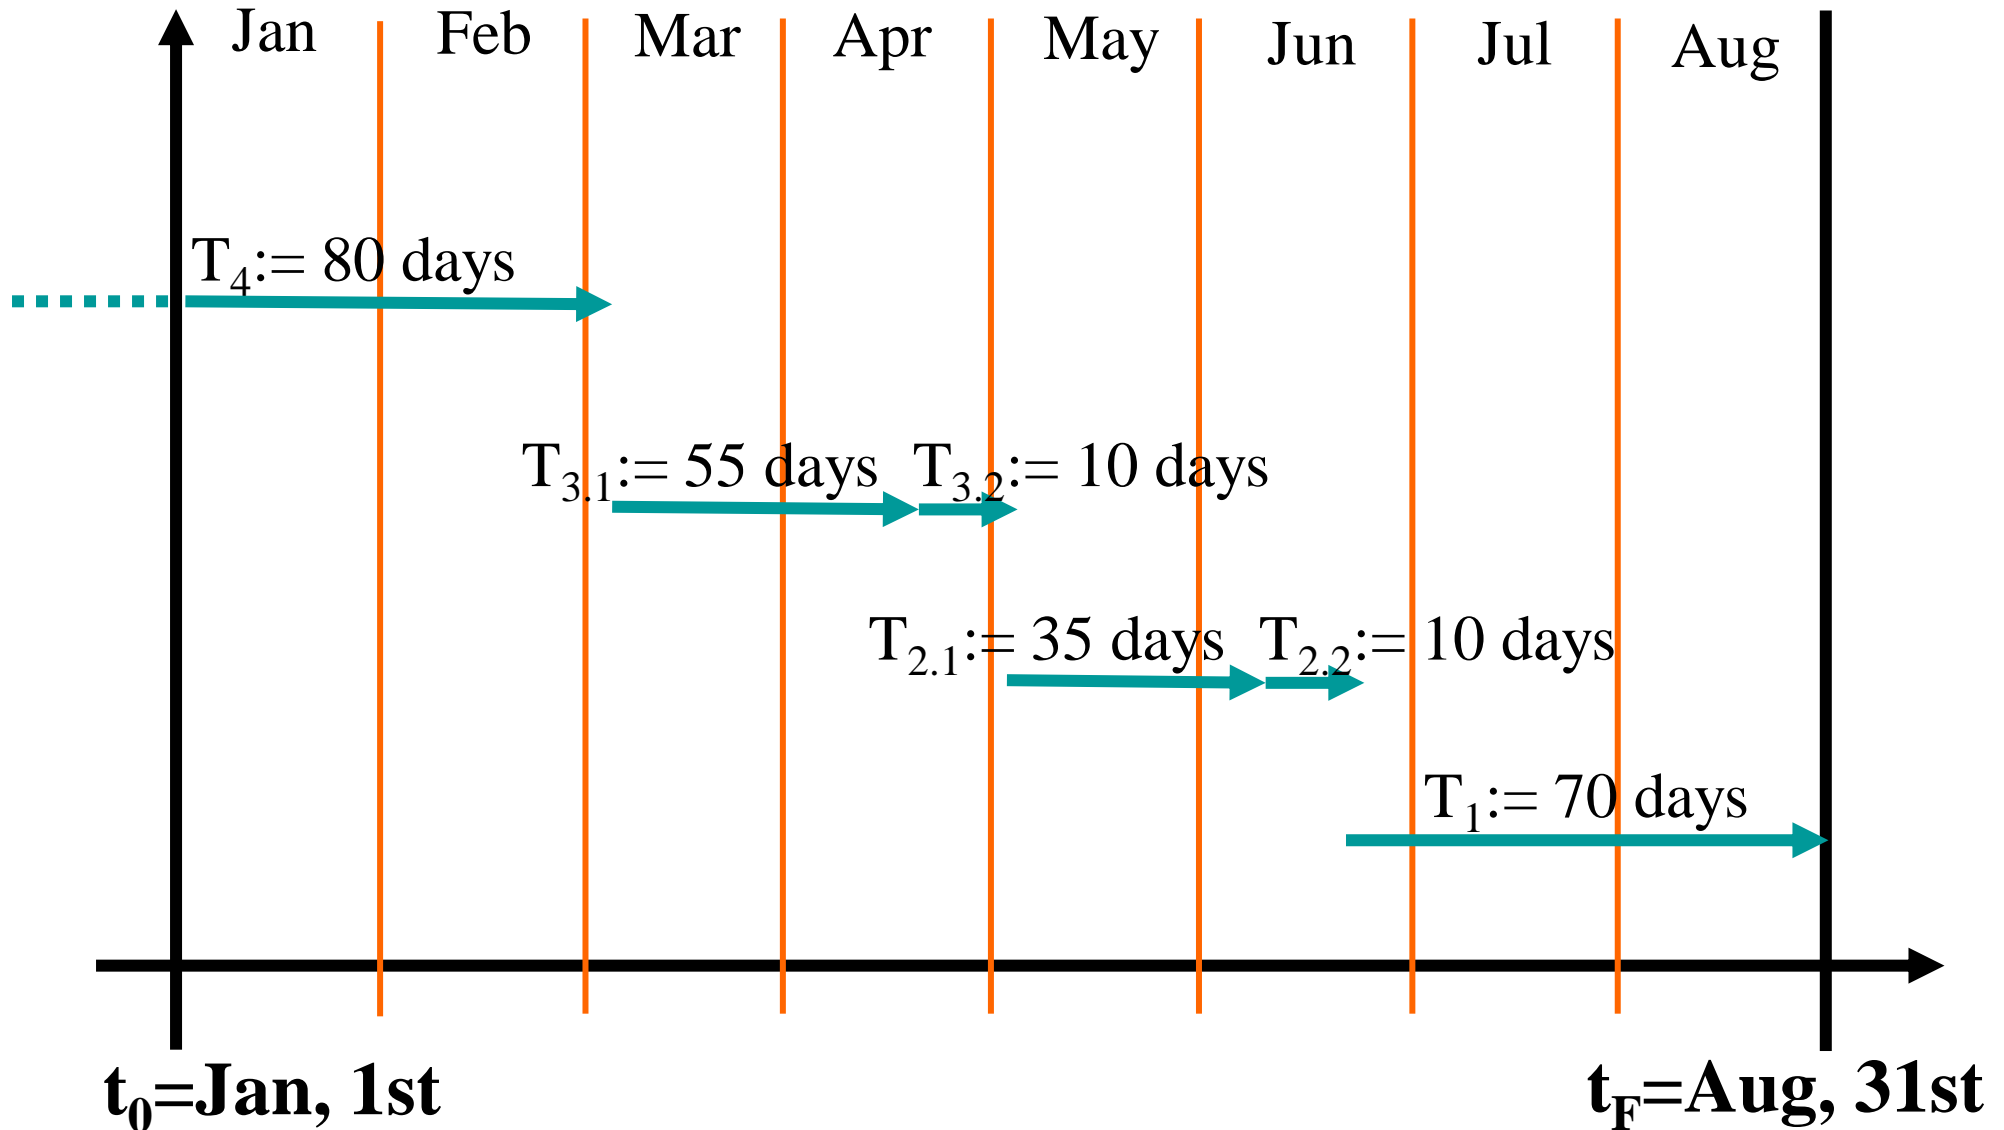 Jan Feb Mar Apr May Jun Jul Aug
T4:= 80 days
T3.1:= 55 days T3.2:= 10 days
T2.1:= 35 days T2.2:= 10 days
T1:= 70 days
t0=Jan, 1st tF=Aug, 31st